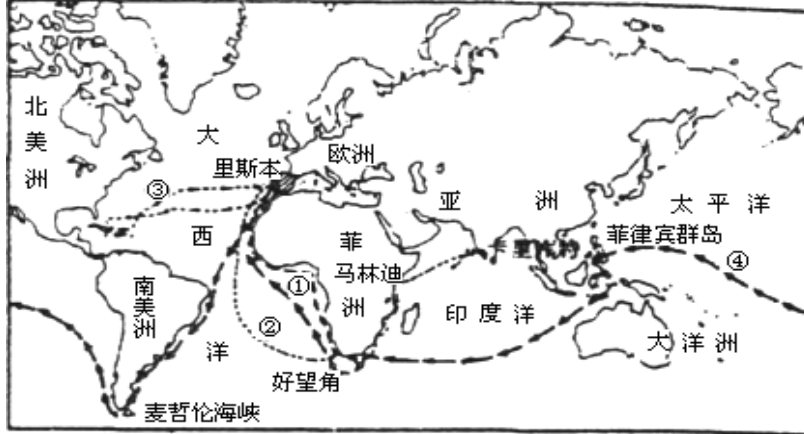 北美洲
大
里斯本
欧洲
③
亚
洲
太平洋
西
菲
菲律宾群岛
④
马林迪
①
南美洲
洲
印度洋
②
洋
大洋洲
好望角
麦哲伦海峡